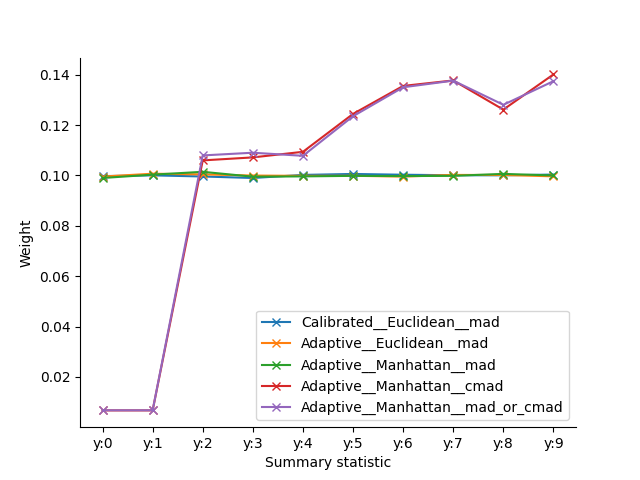 0.14
0.12
0.10
0.08
0.06
0.04
0.02
Weight
Calibrated__Euclidean__mad
Adaptive__Euclidean__mad
Adaptive__Manhattan__mad
Adaptive__Manhattan__cmad
Adaptive__Manhattan__mad_or_cmad
y:0 y:1 y:2 y:3 y:4 y:5 y:6 y:7 y:8 y:9
Summary statistic